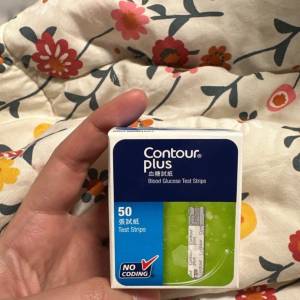 Contour®
plus
血糖試紙
Blood Glucose Test Strips
50
張試紙
Test Strips
NO
CODING